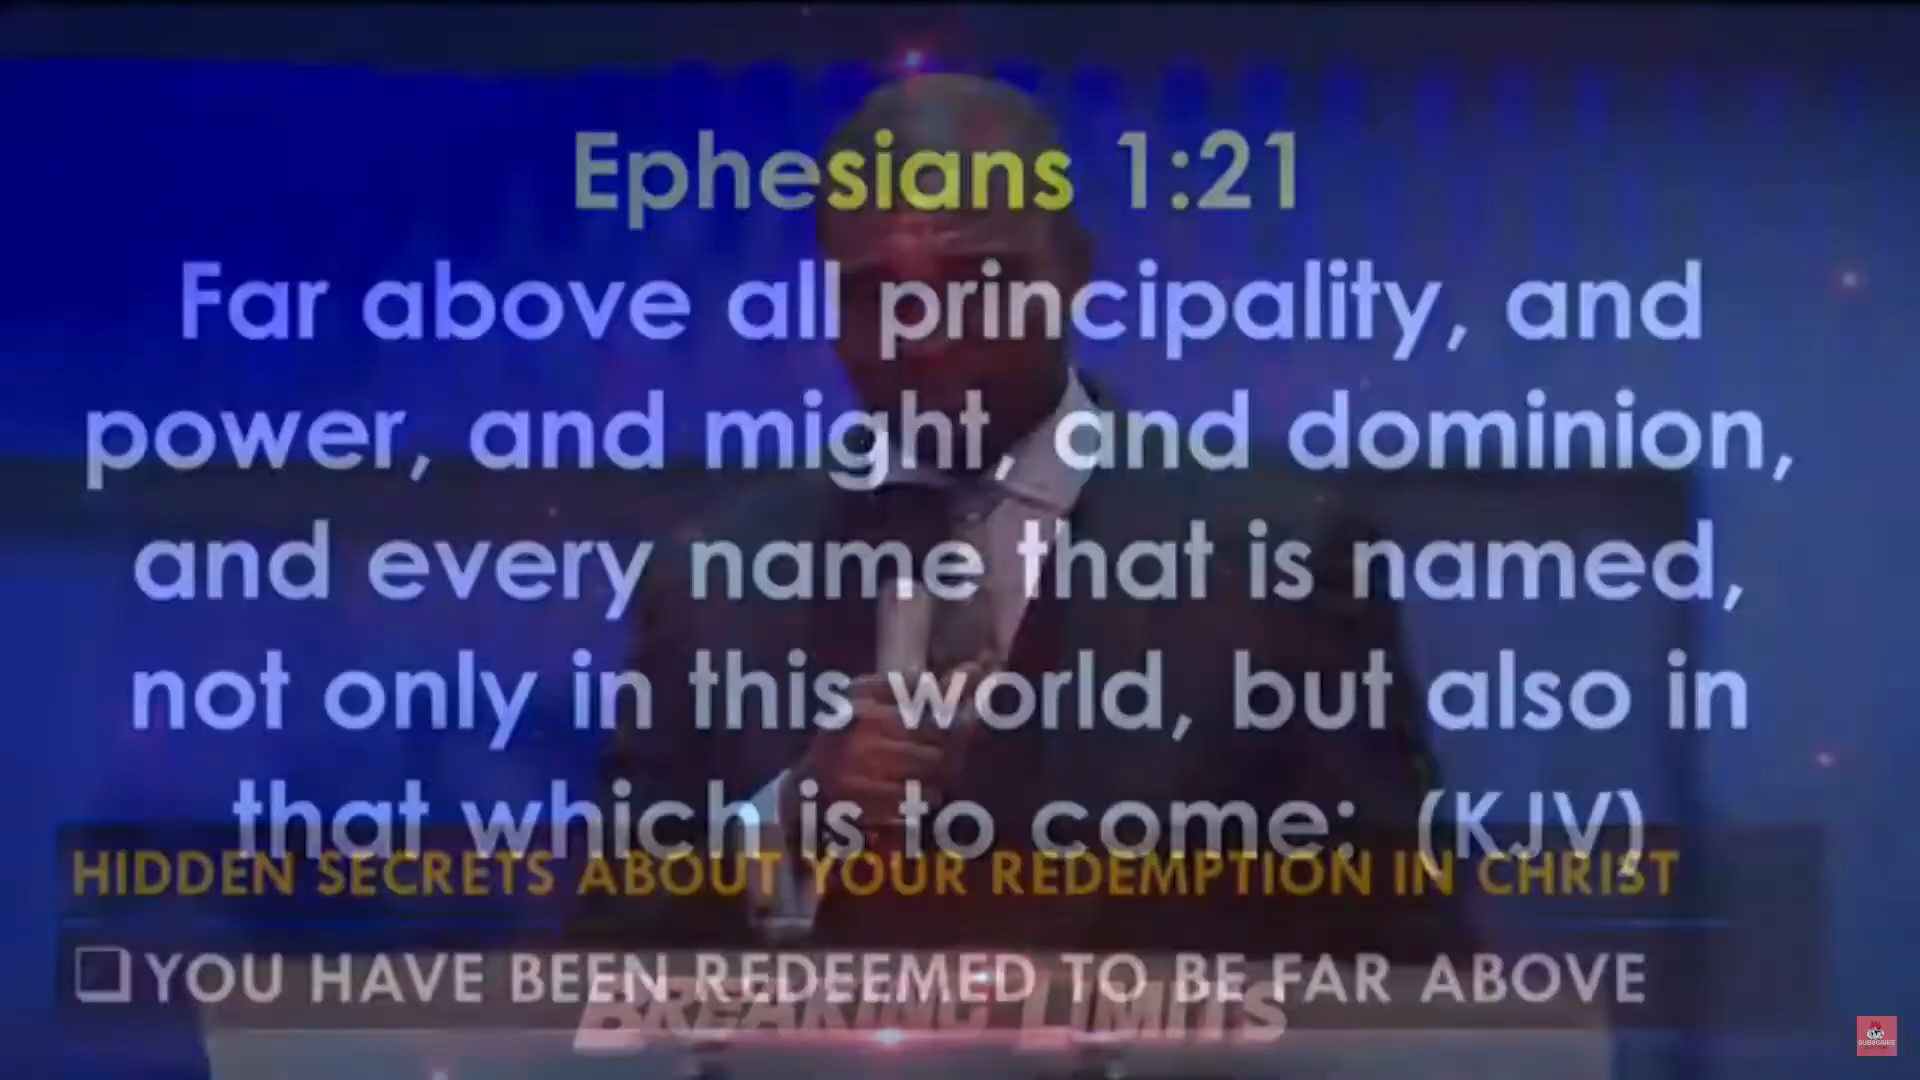 Ephesians 1:21
Far above all principality, and
power, and might, and dominion,
and every name that is named,
not only in this world, but also in
that which is to come: (KJV)
HIDDEN SECRETS ABOUT YOUR REDEMPTION IN CHRIST
❑YOU HAVE BEEN REDEEMED TO BE FAR ABOVE
BREAKING LIMITS
SUBSCRIBE